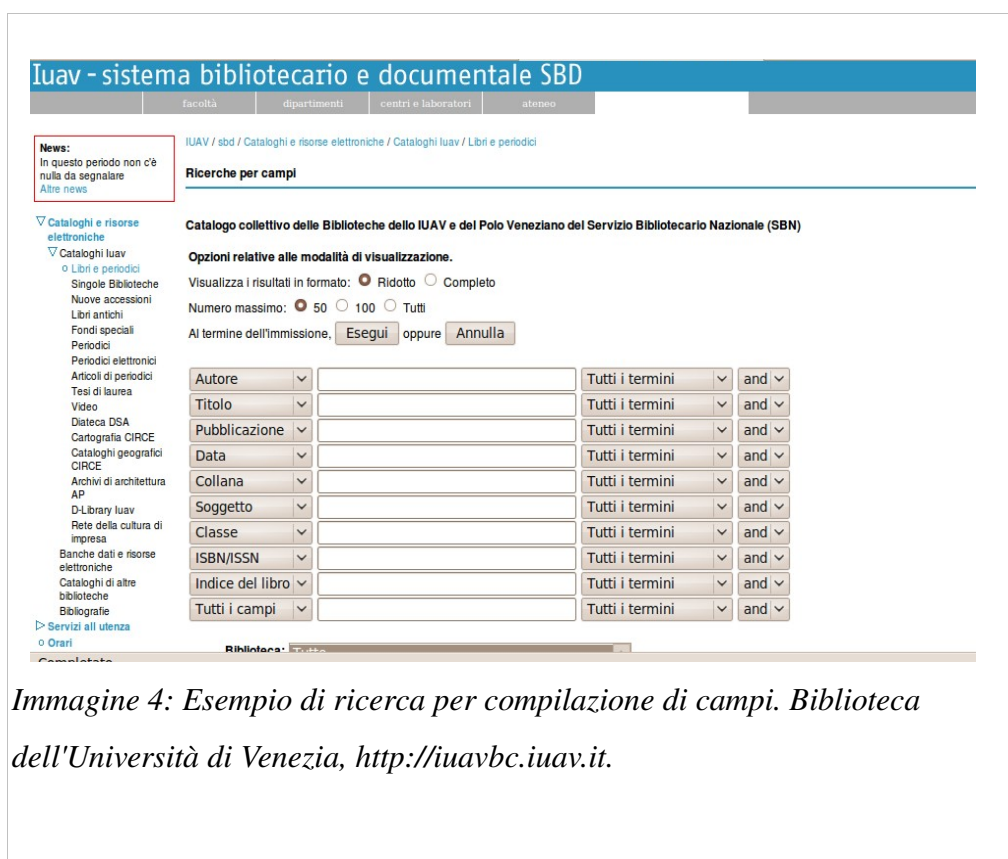 Iuav - sistema bibliotecario e documentale SBD
facoltà dipartimenti centri e laboratori ateneo
News:
In questo periodo non c'è
nulla da segnalare
Altre news
IUAV / sbd / Cataloghi e risorse elettroniche / Cataloghi Iuav / Libri e periodici
Ricerche per campi
Cataloghi e risorse
elettroniche
Cataloghi Iuav
Libri e periodici
Singole Biblioteche
Nuove accessioni
Libri antichi
Fondi speciali
Periodici
Periodici elettronici
Articoli di periodici
Tesi di laurea
Video
Diateca DSA
Cartografia CIRCE
Cataloghi geografici
CIRCE
Archivi di architettura
AP
D-Library Iuav
Rete della cultura di
impresa
Banche dati e risorse
elettroniche
Cataloghi di altre
biblioteche
Bibliografie
Servizi all utenza
Orari
Catalogo collettivo delle Biblioteche dello IUAV e del Polo Veneziano del Servizio Bibliotecario Nazionale (SBN)
Opzioni relative alle modalità di visualizzazione.
Visualizza i risultati in formato: Ridotto Completo
Numero massimo: 50 100 Tutti
Al termine dell'immissione, Esegui oppure Annulla
Autore Tutti i termini and
Titolo Tutti i termini and
Pubblicazione Tutti i termini and
Data Tutti i termini and
Collana Tutti i termini and
Soggetto Tutti i termini and
Classe Tutti i termini and
ISBN/ISSN Tutti i termini and
Indice del libro Tutti i termini and
Tutti i campi Tutti i termini and
Biblioteca: Tutte
Completato
Immagine 4: Esempio di ricerca per compilazione di campi. Biblioteca
dell'Università di Venezia, http://iuavbc.iuav.it.